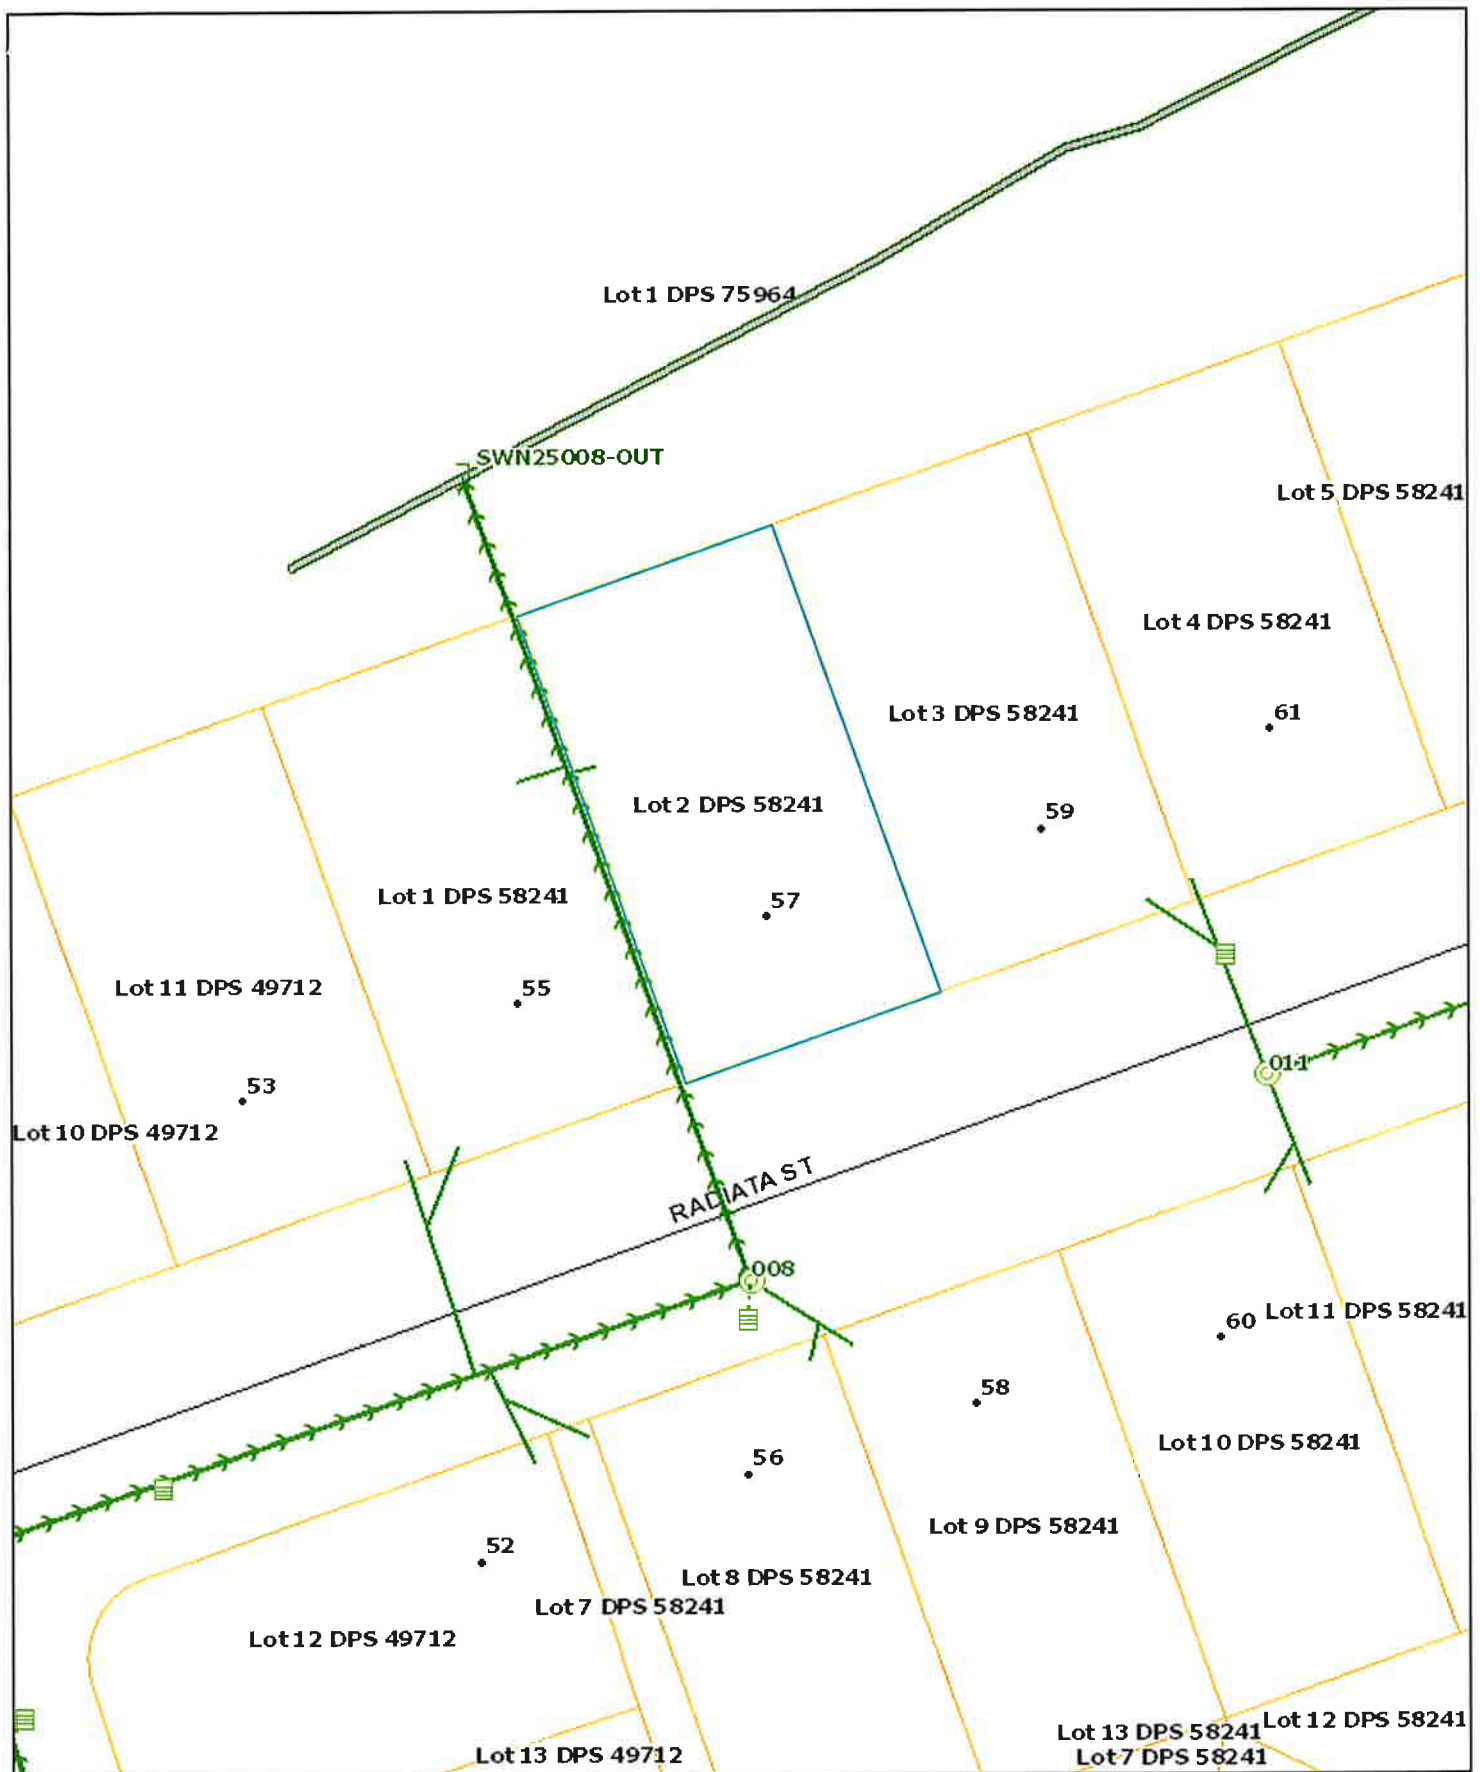 Lot 1 DPS 75964
SWN25008-OUT
Lot 5 DPS 58241
Lot 4 DPS 58241
61
Lot 3 DPS 58241
59
Lot 2 DPS 58241
57
Lot 1 DPS 58241
55
Lot 11 DPS 49712
53
Lot 10 DPS 49712
011
RADIATA ST
008
60
Lot 11 DPS 58241
58
Lot 10 DPS 58241
56
Lot 9 DPS 58241
52
Lot 8 DPS 58241
Lot 7 DPS 58241
Lot 12 DPS 49712
Lot 12 DPS 58241
Lot 13 DPS 58241
Lot 13 DPS 49712
Lot 7 DPS 58241